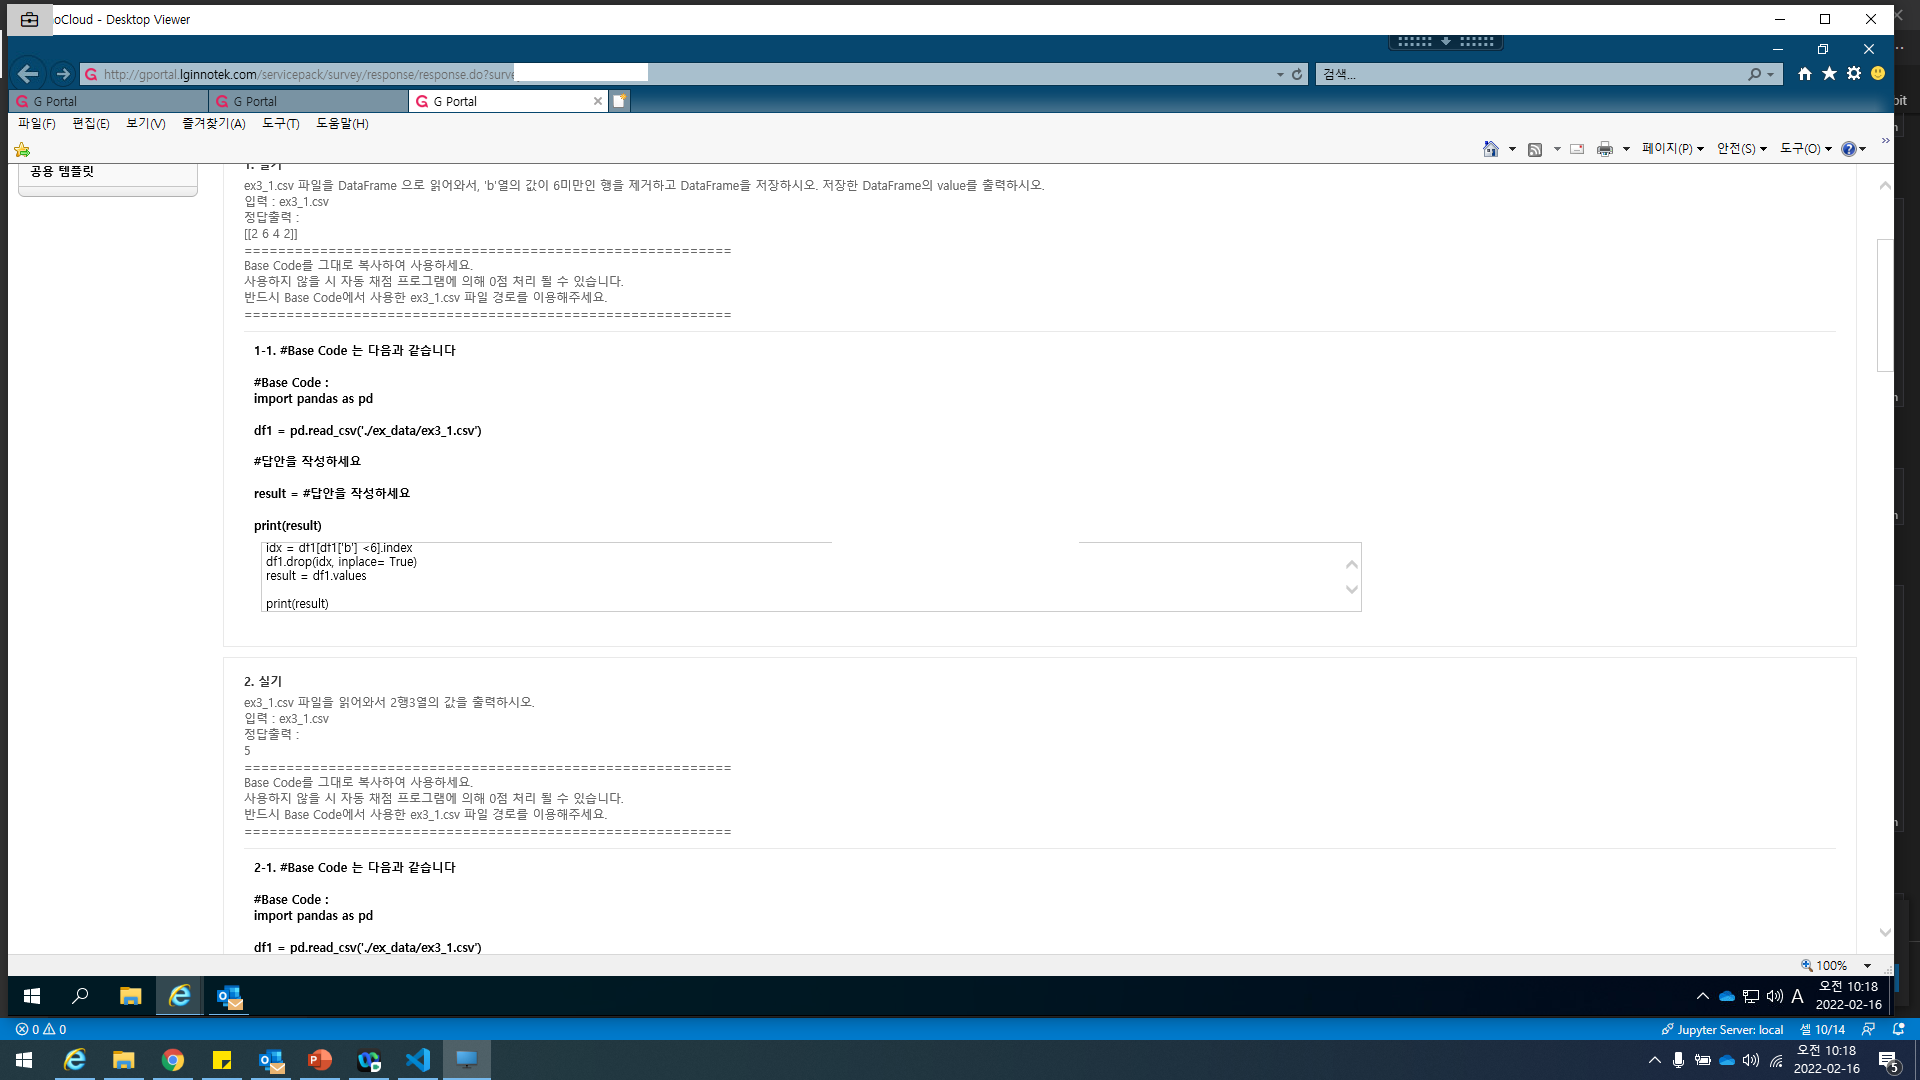 oCloud - Desktop Viewer
http://gportal.lginnotek.com/servicepack/survey/response/response.do?surve
검색...
G Portal
G Portal
G Portal
파일(F) 편집(E) 보기(V) 즐겨찾기(A) 도구(T) 도움말(H)
페이지(P) 안전(S) 도구(O)
공용 템플릿
1. 실기
ex3_1.csv 파일을 DataFrame 으로 읽어와서, 'b'열의 값이 6미만인 행을 제거하고 DataFrame을 저장하시오. 저장한 DataFrame의 value를 출력하시오.
입력 : ex3_1.csv
정답출력 :
[[2 6 4 2]]
==========================================================
Base Code를 그대로 복사하여 사용하세요.
사용하지 않을 시 자동 채점 프로그램에 의해 0점 처리 될 수 있습니다.
반드시 Base Code에서 사용한 ex3_1.csv 파일 경로를 이용해주세요.
==========================================================
1-1. #Base Code 는 다음과 같습니다
#Base Code :
import pandas as pd
df1 = pd.read_csv('./ex_data/ex3_1.csv')
#답안을 작성하세요
result = #답안을 작성하세요
print(result)
idx = df1[df1['b'] <6].index
df1.drop(idx, inplace= True)
result = df1.values
print(result)
2. 실기
ex3_1.csv 파일을 읽어와서 2행3열의 값을 출력하시오.
입력 : ex3_1.csv
정답출력 :
5
==========================================================
Base Code를 그대로 복사하여 사용하세요.
사용하지 않을 시 자동 채점 프로그램에 의해 0점 처리 될 수 있습니다.
반드시 Base Code에서 사용한 ex3_1.csv 파일 경로를 이용해주세요.
==========================================================
2-1. #Base Code 는 다음과 같습니다
#Base Code :
import pandas as pd
df1 = pd.read_csv('./ex_data/ex3_1.csv')
100%
A
오전 10:18
2022-02-16
0 0
Jupyter Server: local 셀 10/14
오전 10:18
2022-02-16
5